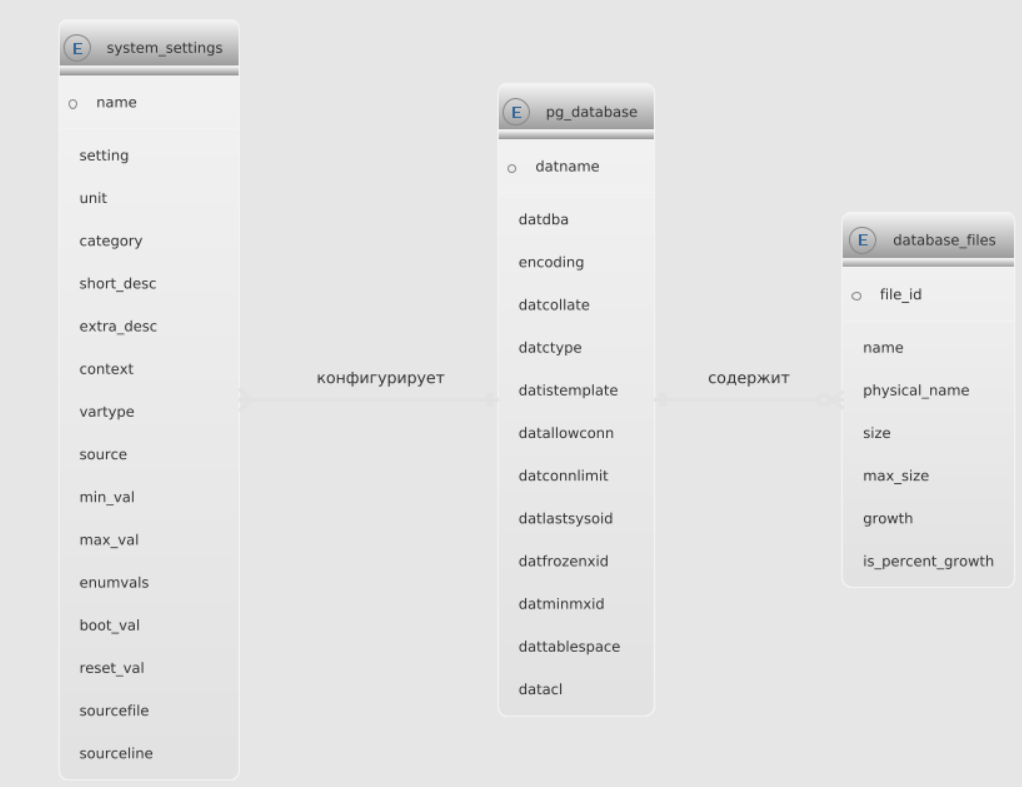 E system_settings
name
setting
unit
category
short_desc
extra_desc
context
vartype
source
min_val
max_val
enumvals
boot_val
reset_val
sourcefile
sourceline
конфигурирует
E pg_database
datname
datdba
encoding
datcollate
datctype
datistemplate
datallowconn
datconnlimit
datlastsysoid
datfrozenxid
datminmxid
dattablespace
datacl
содержит
E database_files
file_id
name
physical_name
size
max_size
growth
is_percent_growth